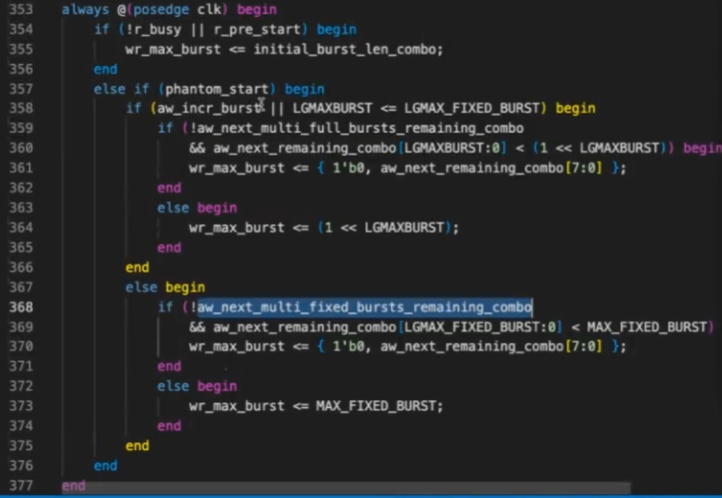 353 always @(posedge clk) begin
354 if (!r_busy || r_pre_start) begin
355 wr_max_burst <= initial_burst_len_combo;
356 end
357 else if (phantom_start) begin
358 if (aw_incr_burst || LGMAXBURST <= LGMAX_FIXED_BURST) begin
359 if (!aw_next_multi_full_bursts_remaining_combo
360 && aw_next_remaining_combo[LGMAXBURST:0] < (1 << LGMAXBURST)) begin
361 wr_max_burst <= { 1'b0, aw_next_remaining_combo[7:0] };
362 end
363 else begin
364 wr_max_burst <= (1 << LGMAXBURST);
365 end
366 end
367 else begin
368 if (!aw_next_multi_fixed_bursts_remaining_combo
369 && aw_next_remaining_combo[LGMAX_FIXED_BURST:0] < MAX_FIXED_BURST)
370 wr_max_burst <= { 1'b0, aw_next_remaining_combo[7:0] };
371 end
372 else begin
373 wr_max_burst <= MAX_FIXED_BURST;
374 end
375 end
376 end
377 end